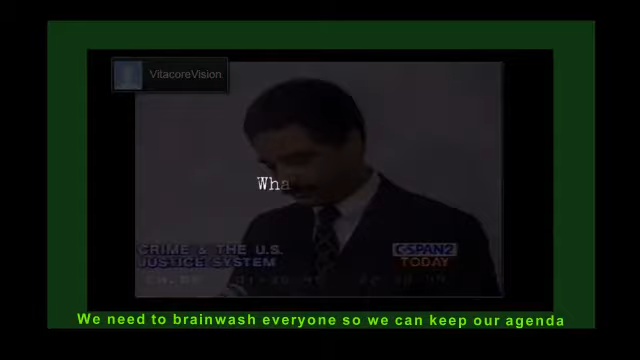 VitacoreVision
Wha
CRIME & THE U.S.
JUSTICE SYSTEM
C-SPAN2
TODAY
We need to brainwash everyone so we can keep our agenda